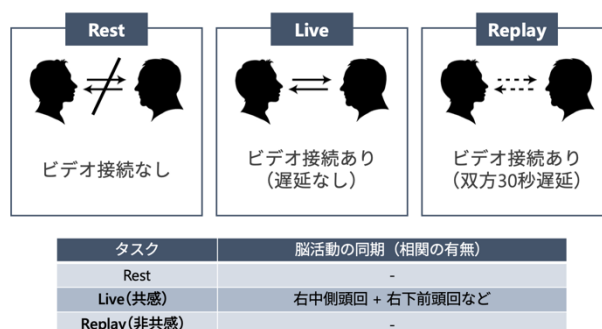 Rest
Live
Replay
ビデオ接続なし
ビデオ接続あり
(遅延なし)
ビデオ接続あり
(双方30秒遅延)
タスク 脳活動の同期(相関の有無)
Rest -
Live(共感) 右中側頭回 + 右下前頭回など
Replay(非共感) -